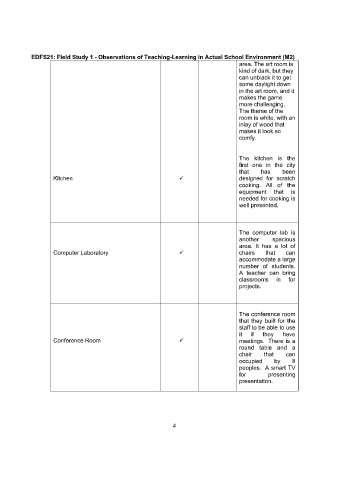 EDFS21: Field Study 1 - Observations of Teaching-Learning in Actual School Environment (M2)
area. The art room is
kind of dark, but they
can unblack it to get
some daylight down
in the art room, and it
makes the game
more challenging.
The theme of the
room is white, with an
inlay of wood that
makes it look so
comfy.
Kitchen
✓
The kitchen is the
first one in the city
that has been
designed for scratch
cooking. All of the
equipment that is
needed for cooking is
well presented.
Computer Laboratory
✓
The computer lab is
another spacious
area. It has a lot of
chairs that can
accommodate a large
number of students.
A teacher can bring
classrooms in for
projects.
Conference Room
✓
The conference room
that they built for the
staff to be able to use
it if they have
meetings. There is a
round table and a
chair that can
occupied by 8
peoples. A smart TV
for presenting
presentation.
4